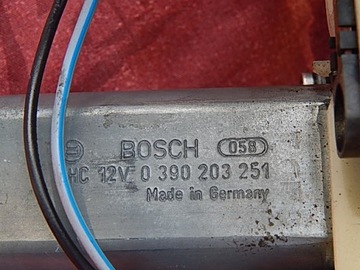 BOSCH 058
HC 12V 0 390 203 251
Made in Germany